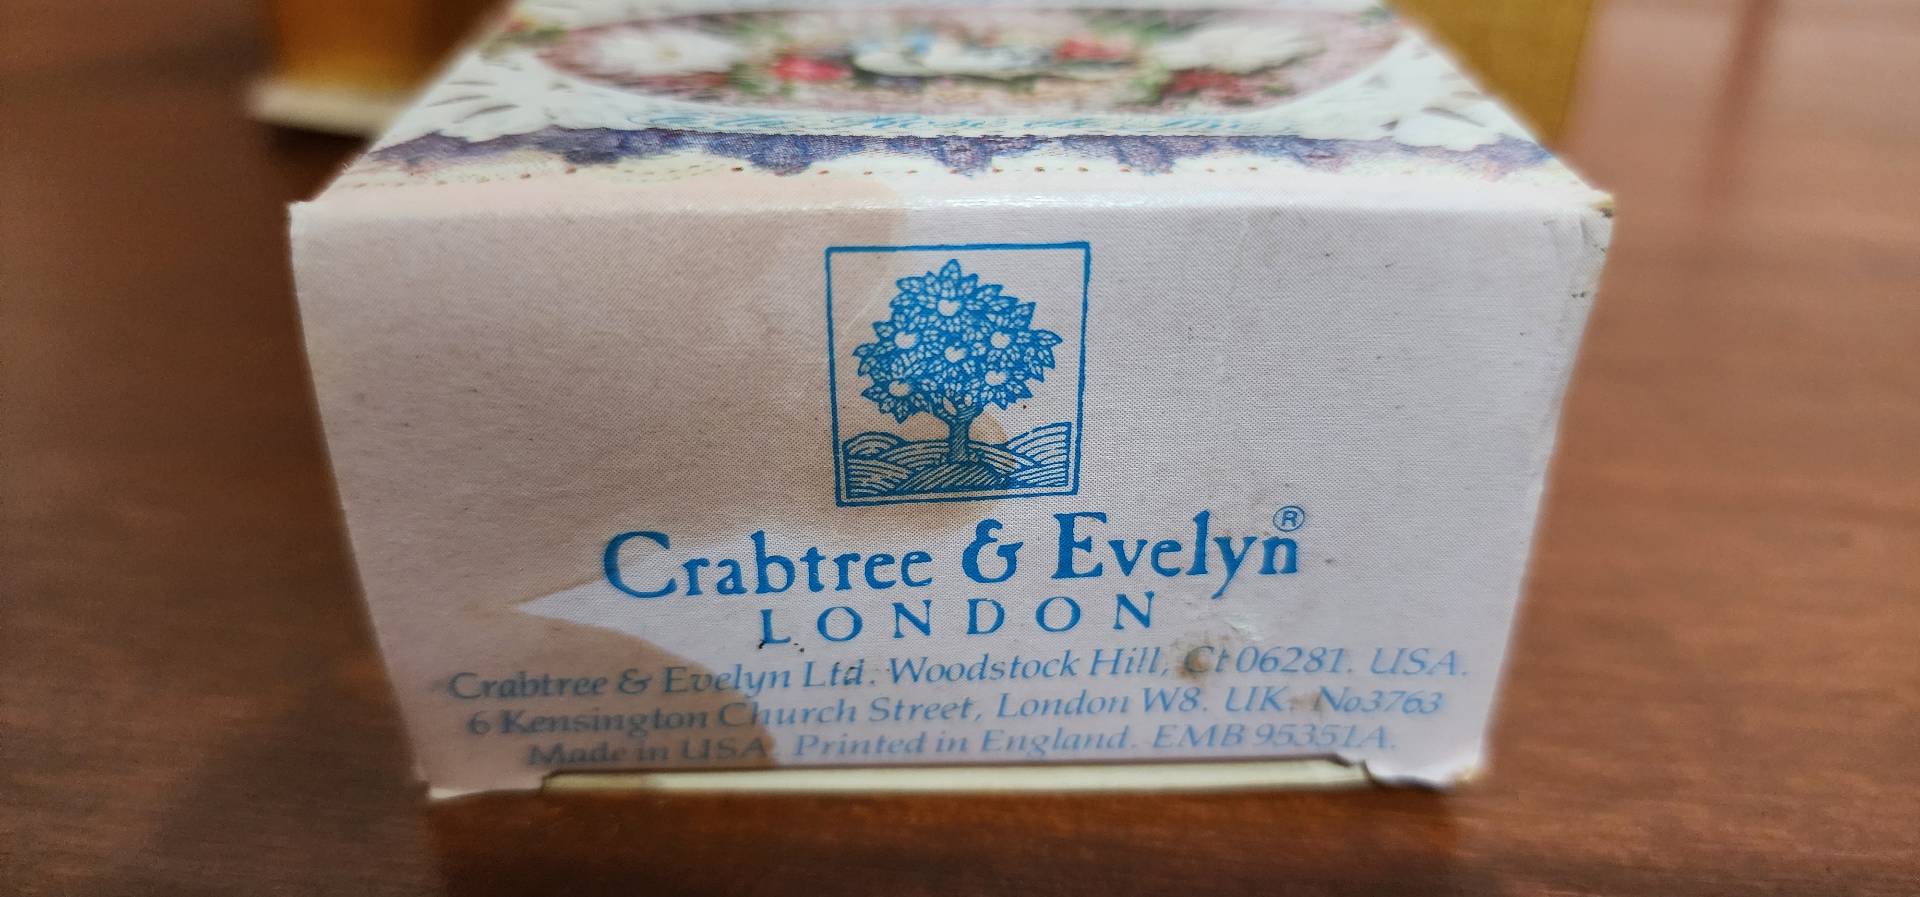 Crabtree & Evelyn®
LONDON
Crabtree & Evelyn Ltd. Woodstock Hill, Ct 06281. USA.
6 Kensington Church Street, London W8. UK. No3763
Made in USA. Printed in England. EMB 95351A.